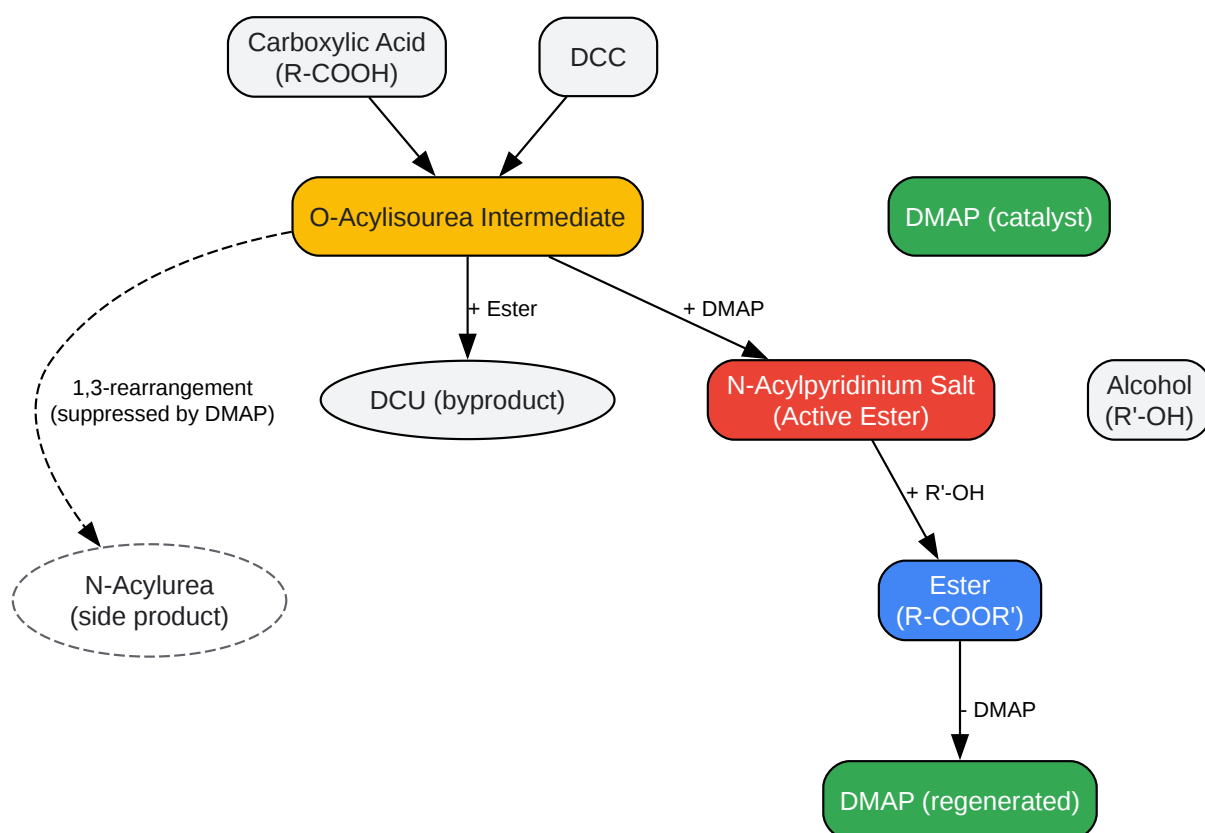 Carboxylic Acid
(R-COOH)
DCC
O-Acylisourea Intermediate
DMAP (catalyst)
+ Ester
+ DMAP
1,3-rearrangement
(suppressed by DMAP)
DCU (byproduct)
N-Acylpyridinium Salt
(Active Ester)
Alcohol
(R'-OH)
+ R'-OH
N-Acylurea
(side product)
Ester
(R-COOR')
- DMAP
DMAP (regenerated)